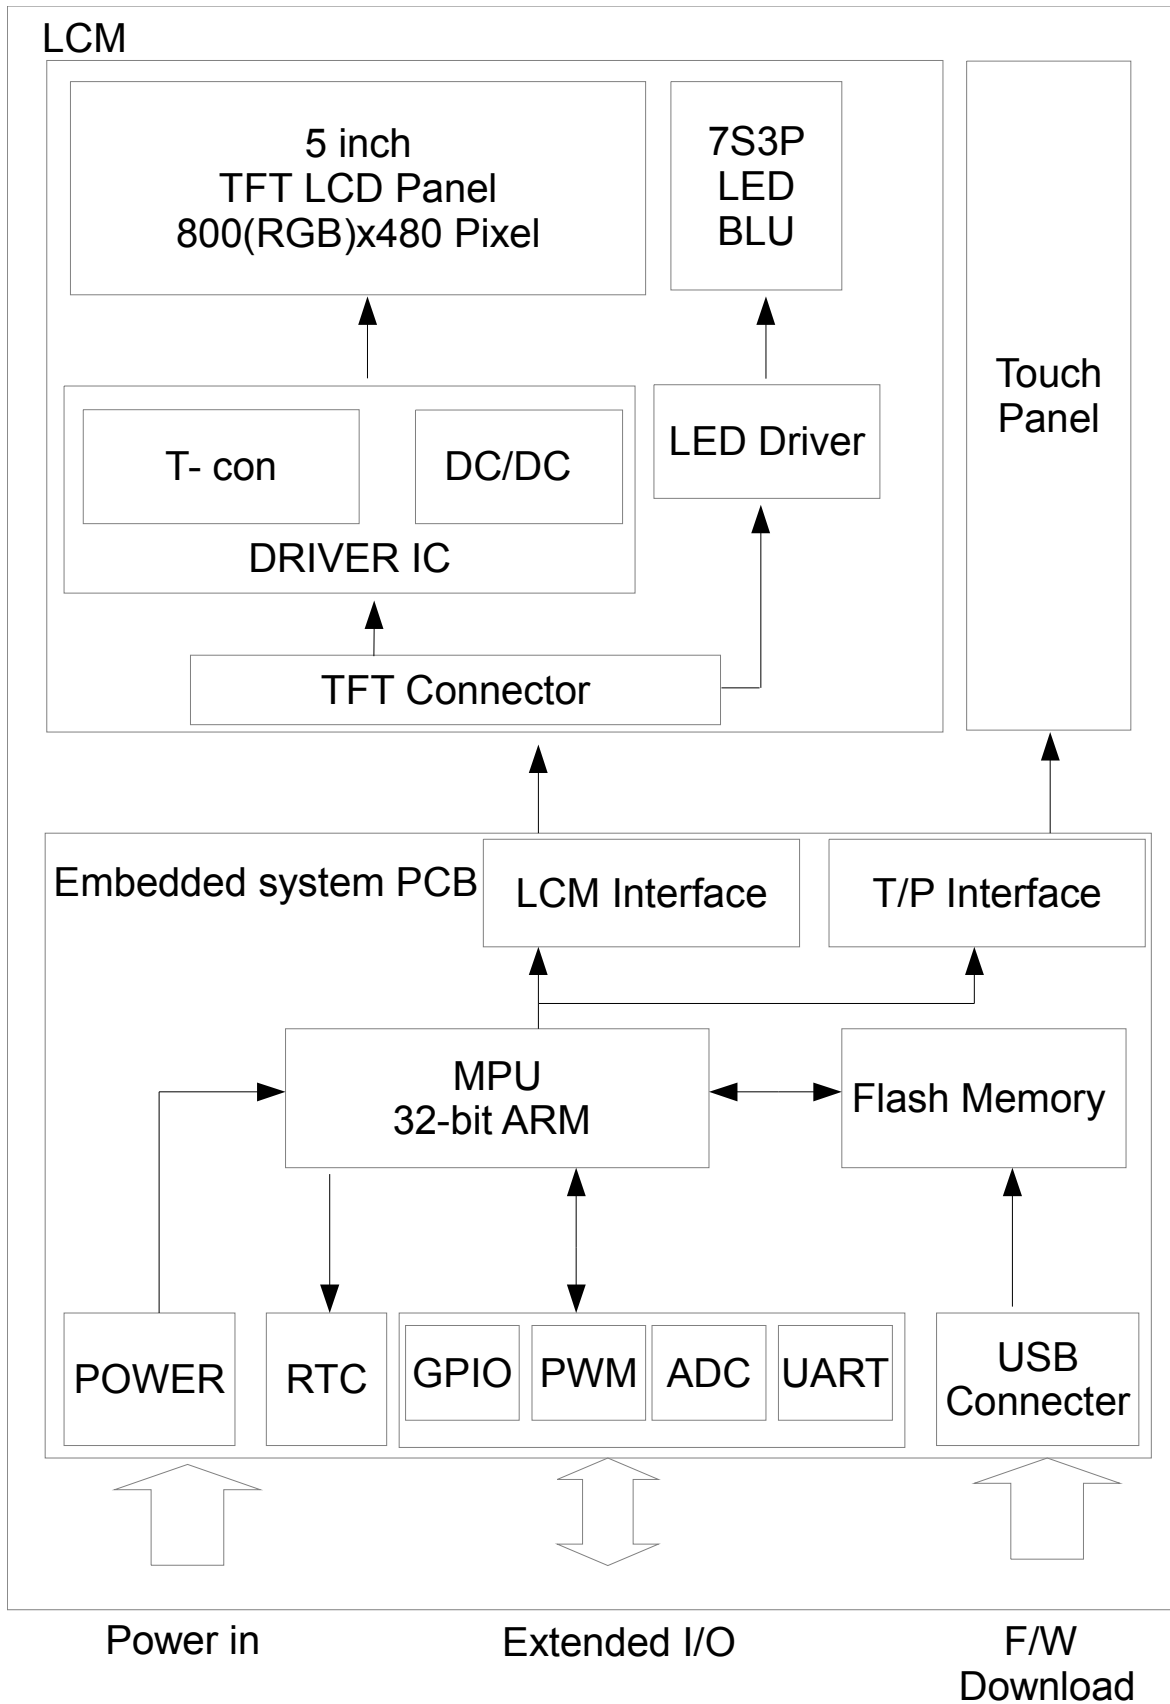 LCM
5 inch
TFT LCD Panel
800(RGB)x480 Pixel
7S3P
LED
BLU
Touch
Panel
T- con
DC/DC
DRIVER IC
LED Driver
TFT Connector
Embedded system PCB
LCM Interface
T/P Interface
MPU
32-bit ARM
Flash Memory
POWER
RTC
GPIO
PWM
ADC
UART
USB
Connecter
Power in
Extended I/O
F/W
Download